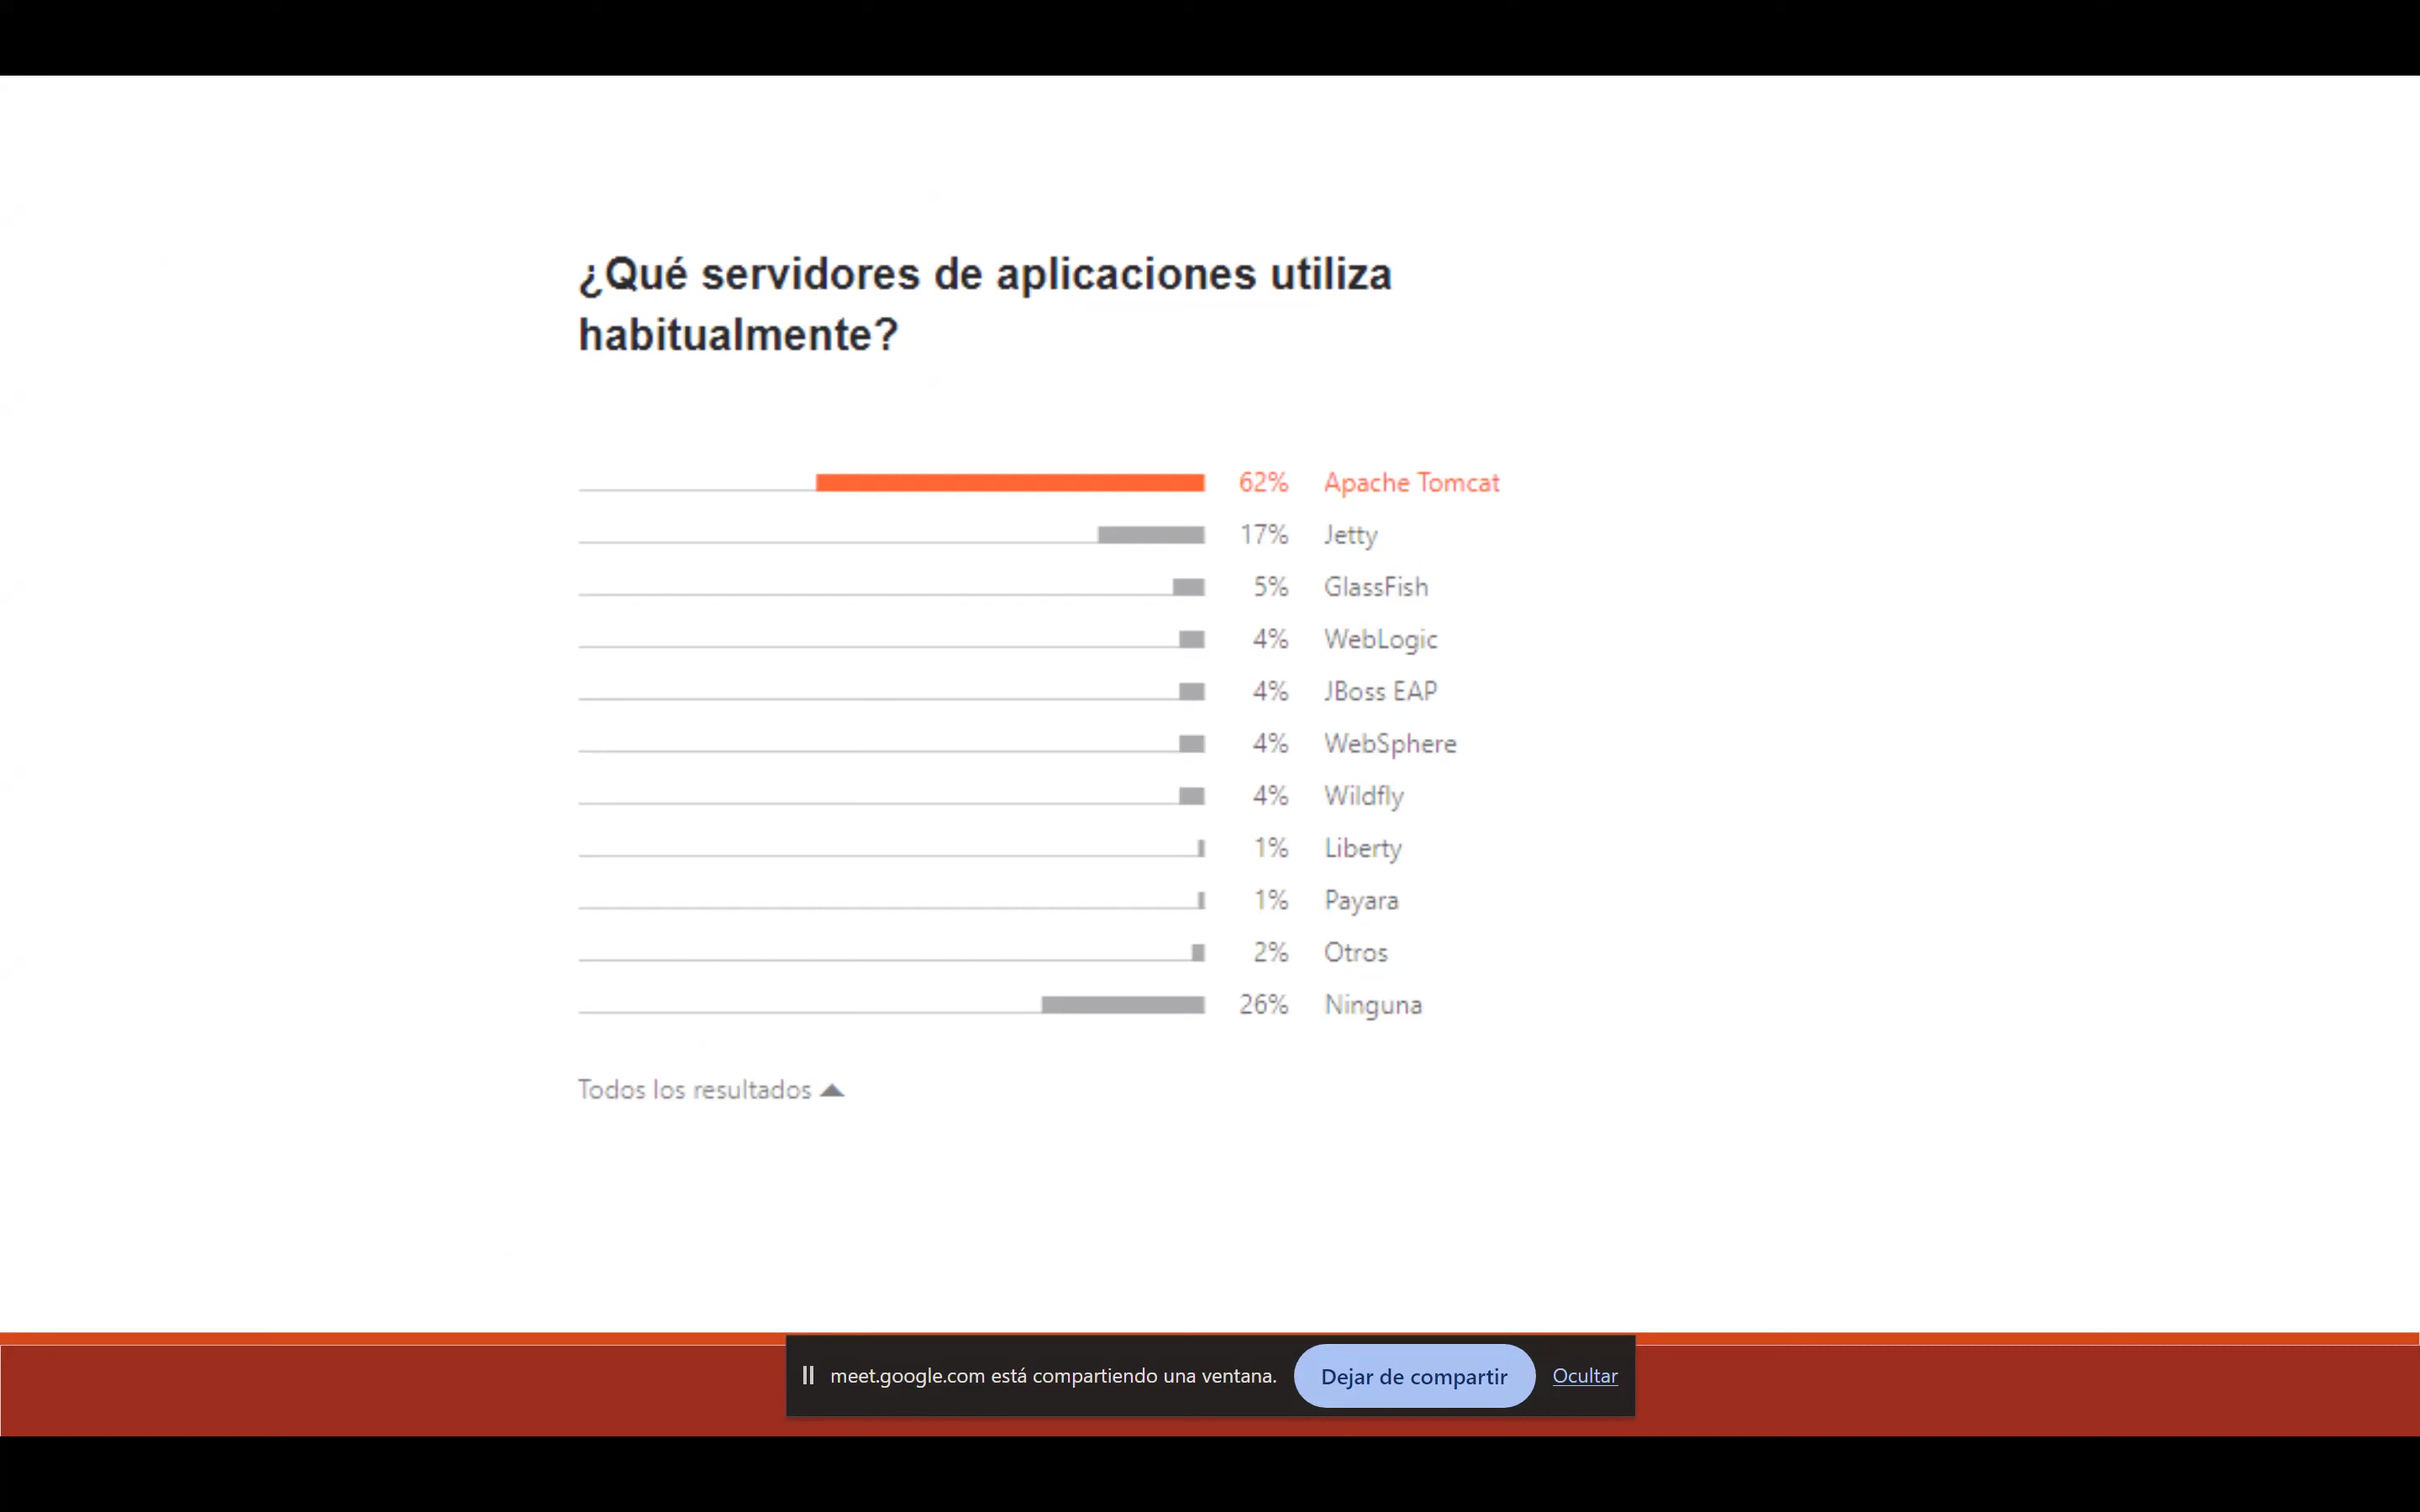 ¿Qué servidores de aplicaciones utiliza
habitualmente?
62% Apache Tomcat
17% Jetty
5% GlassFish
4% WebLogic
4% JBoss EAP
4% WebSphere
4% Wildfly
1% Liberty
1% Payara
2% Otros
26% Ninguna
Todos los resultados
meet.google.com está compartiendo una ventana. Dejar de compartir Ocultar